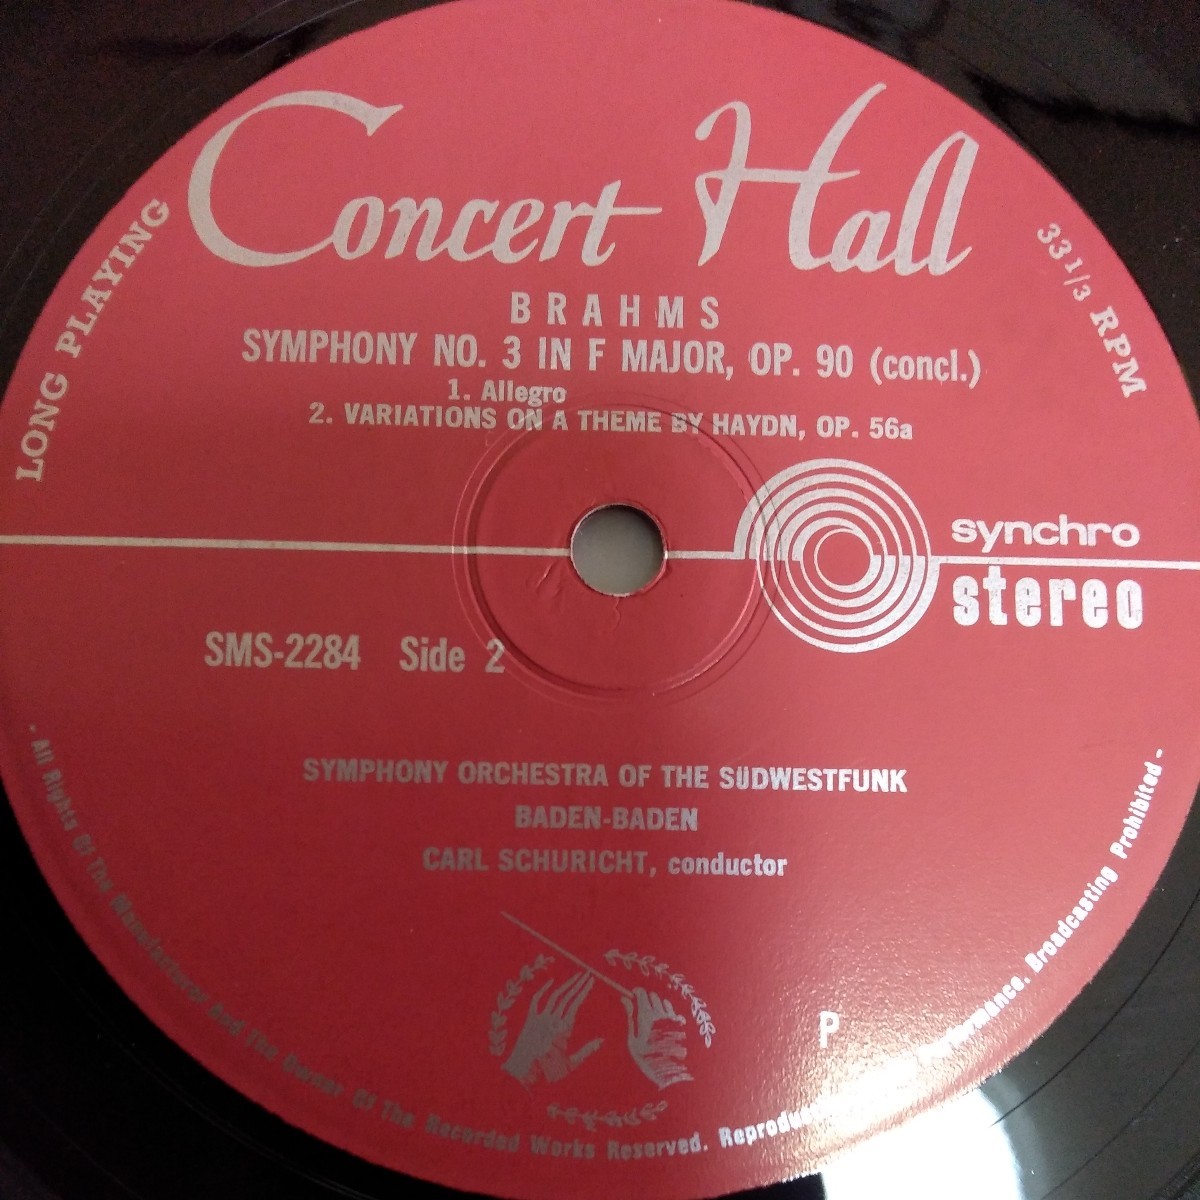 Concert Hall
LONG PLAYING
33 1/3 RPM
BRAHMS
SYMPHONY NO. 3 IN F MAJOR, OP. 90 (concl.)
1. Allegro
2. VARIATIONS ON A THEME BY HAYDN, OP. 56a
synchro
stereo
SMS-2284 Side 2
SYMPHONY ORCHESTRA OF THE SÜDWESTFUNK
BADEN-BADEN
CARL SCHURICHT, conductor
P
- All Rights Of The Manufacturer And The Owner Of The Recorded Works Reserved. Performance. Broadcasting Prohibited -